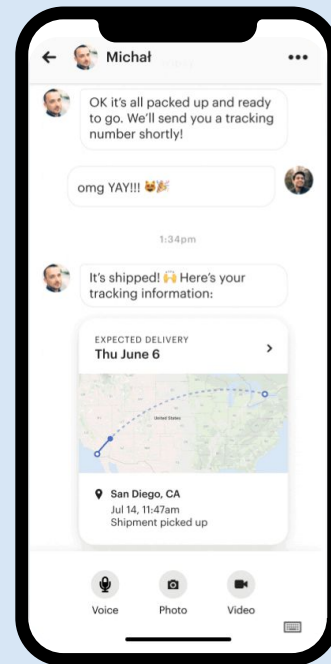 Michał
OK it's all packed up and ready
to go. We'll send you a tracking
number shortly!
omg YAY!!! 😻🎉
1:34pm
It's shipped! 🙌 Here's your
tracking information:
EXPECTED DELIVERY
Thu June 6
United States
San Diego, CA
Jul 14, 11:47am
Shipment picked up
Voice
Photo
Video